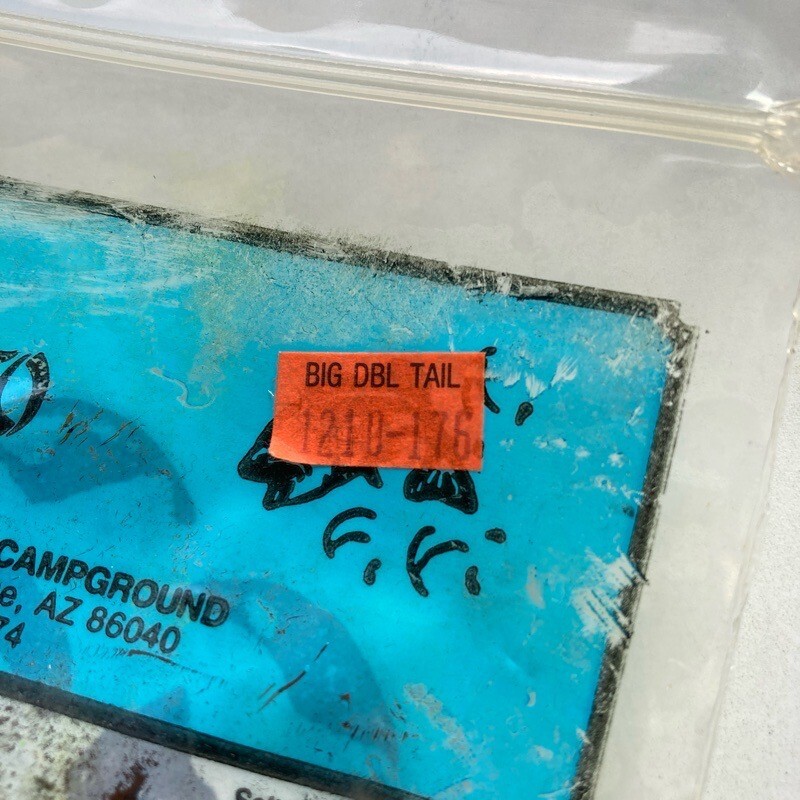 BIG DBL TAIL
1210-176
CAMPGROUND
AZ 86040
74